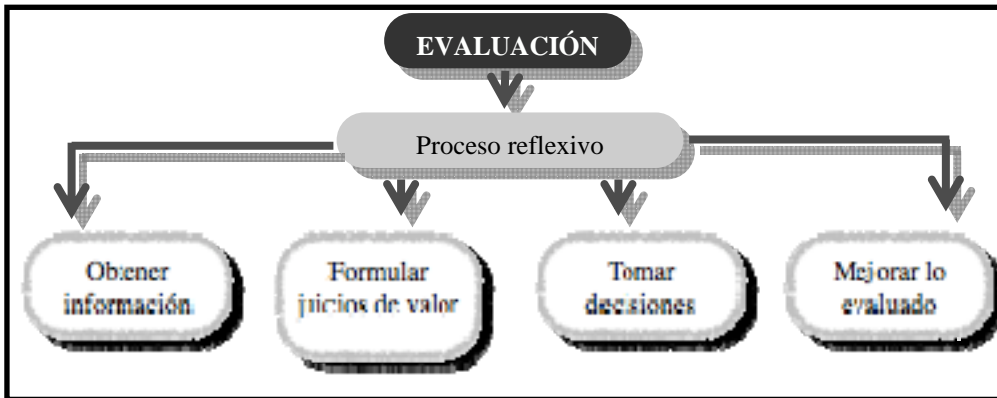 EVALUACIÓN
Proceso reflexivo
Obtener
información
Formular
juicios de valor
Tomar
decisiones
Mejorar lo
evaluado